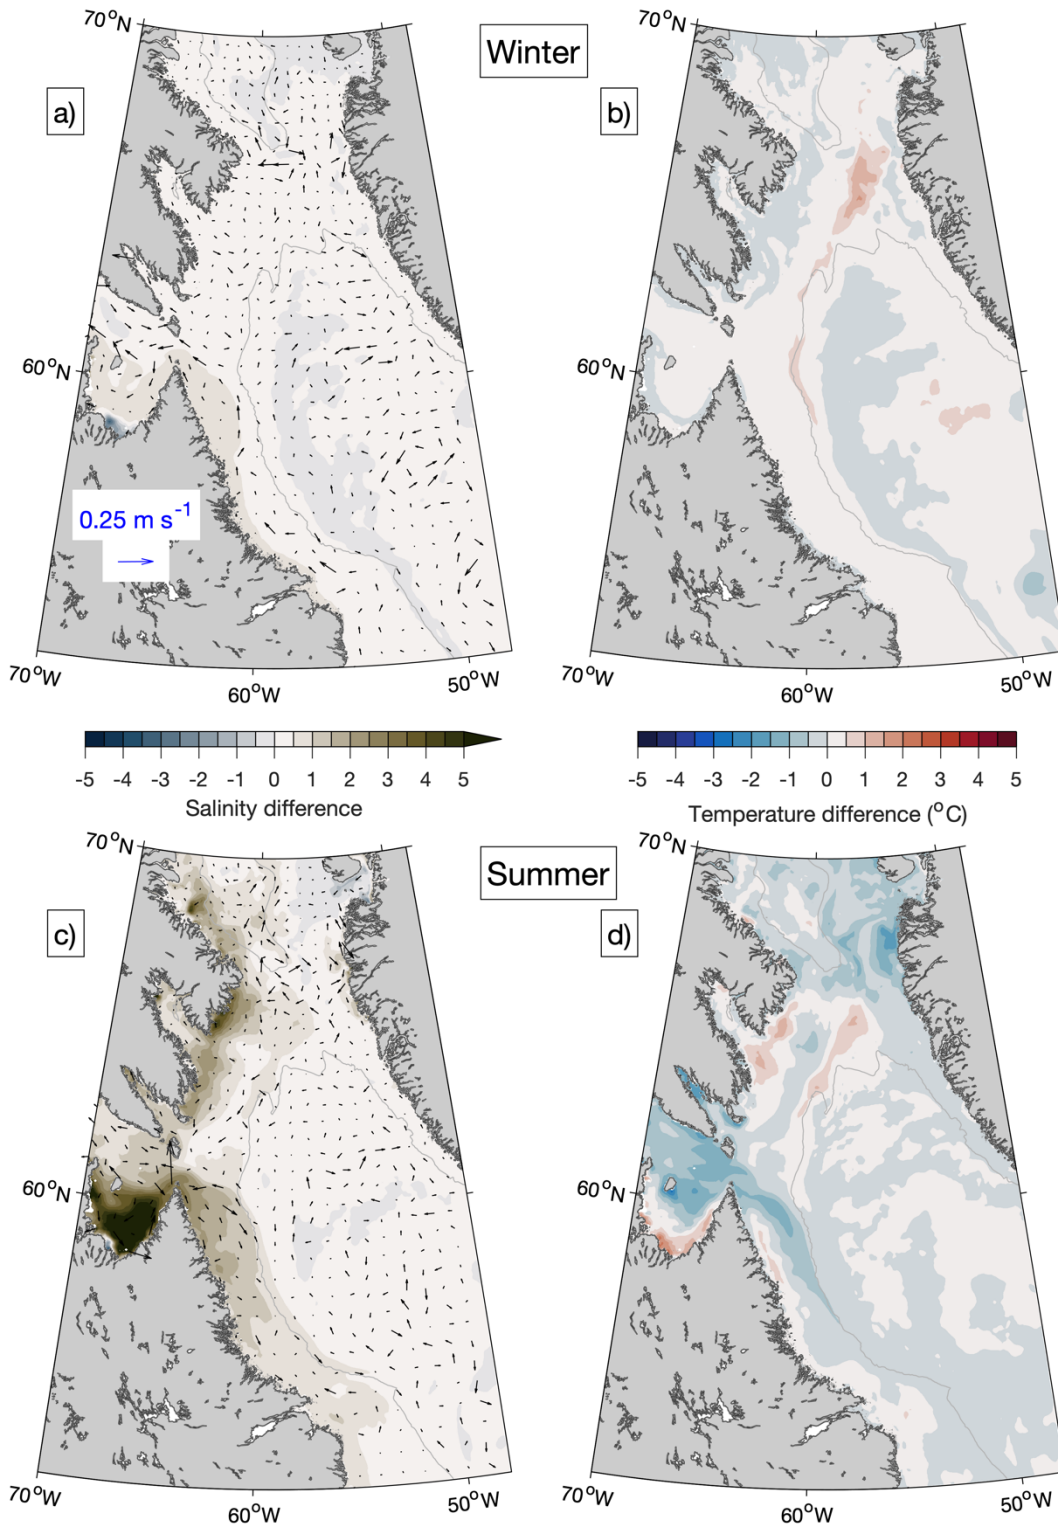 70°N
Winter
70°N
a)
b)
60°N
60°N
0.25 m s⁻¹
70°W
60°W
50°W
70°W
60°W
50°W
-5 -4 -3 -2 -1 0 1 2 3 4 5
Salinity difference
-5 -4 -3 -2 -1 0 1 2 3 4 5
Temperature difference (°C)
70°N
Summer
70°N
c)
d)
60°N
60°N
70°W
60°W
50°W
70°W
60°W
50°W